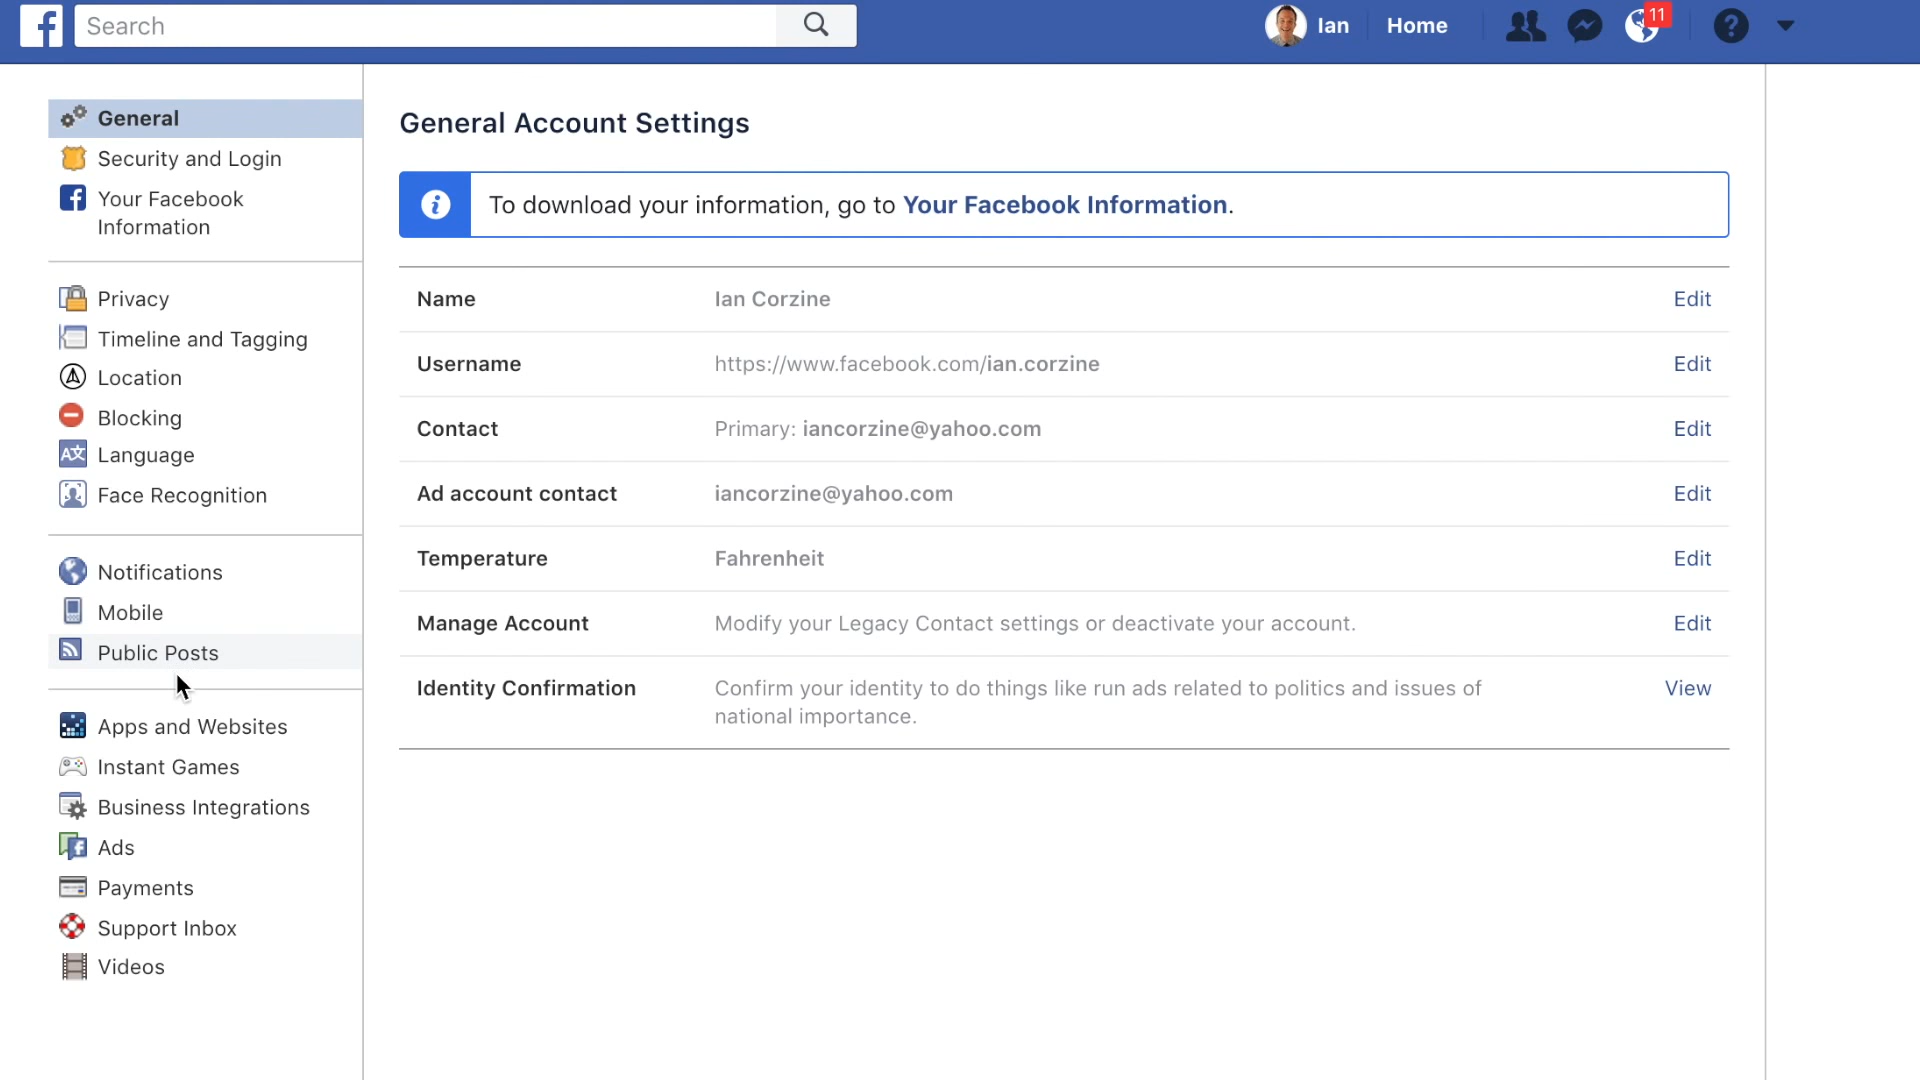 Search
Ian
Home
11
General
Security and Login
Your Facebook
Information
Privacy
Timeline and Tagging
Location
Blocking
Language
Face Recognition
Notifications
Mobile
Public Posts
Apps and Websites
Instant Games
Business Integrations
Ads
Payments
Support Inbox
Videos
General Account Settings
To download your information, go to Your Facebook Information.
Name Ian Corzine Edit
Username https://www.facebook.com/ian.corzine Edit
Contact Primary: iancorzine@yahoo.com Edit
Ad account contact iancorzine@yahoo.com Edit
Temperature Fahrenheit Edit
Manage Account Modify your Legacy Contact settings or deactivate your account. Edit
Identity Confirmation Confirm your identity to do things like run ads related to politics and issues of View
national importance.